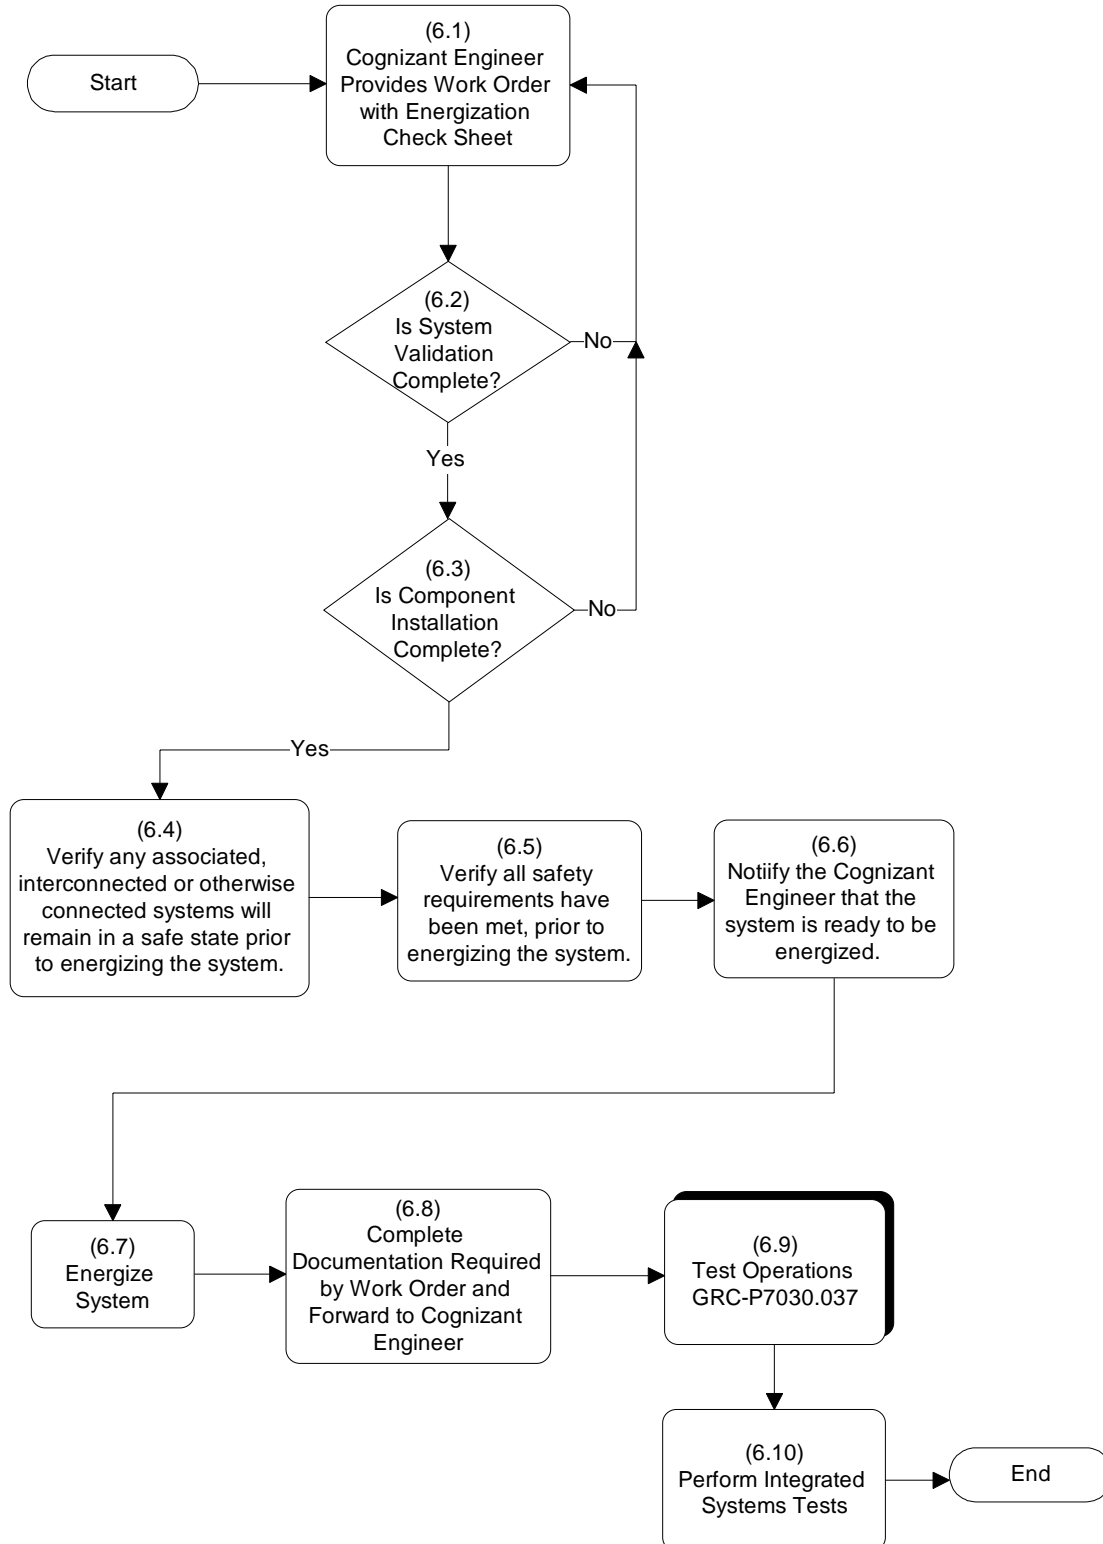 Start
(6.1)
Cognizant Engineer
Provides Work Order
with Energization
Check Sheet
(6.2)
Is System
Validation
Complete?
No
Yes
(6.3)
Is Component
Installation
Complete?
No
Yes
(6.4)
Verify any associated,
interconnected or otherwise
connected systems will
remain in a safe state prior
to energizing the system.
(6.5)
Verify all safety
requirements have
been met, prior to
energizing the system.
(6.6)
Notiify the Cognizant
Engineer that the
system is ready to be
energized.
(6.7)
Energize
System
(6.8)
Complete
Documentation Required
by Work Order and
Forward to Cognizant
Engineer
(6.9)
Test Operations
GRC-P7030.037
(6.10)
Perform Integrated
Systems Tests
End